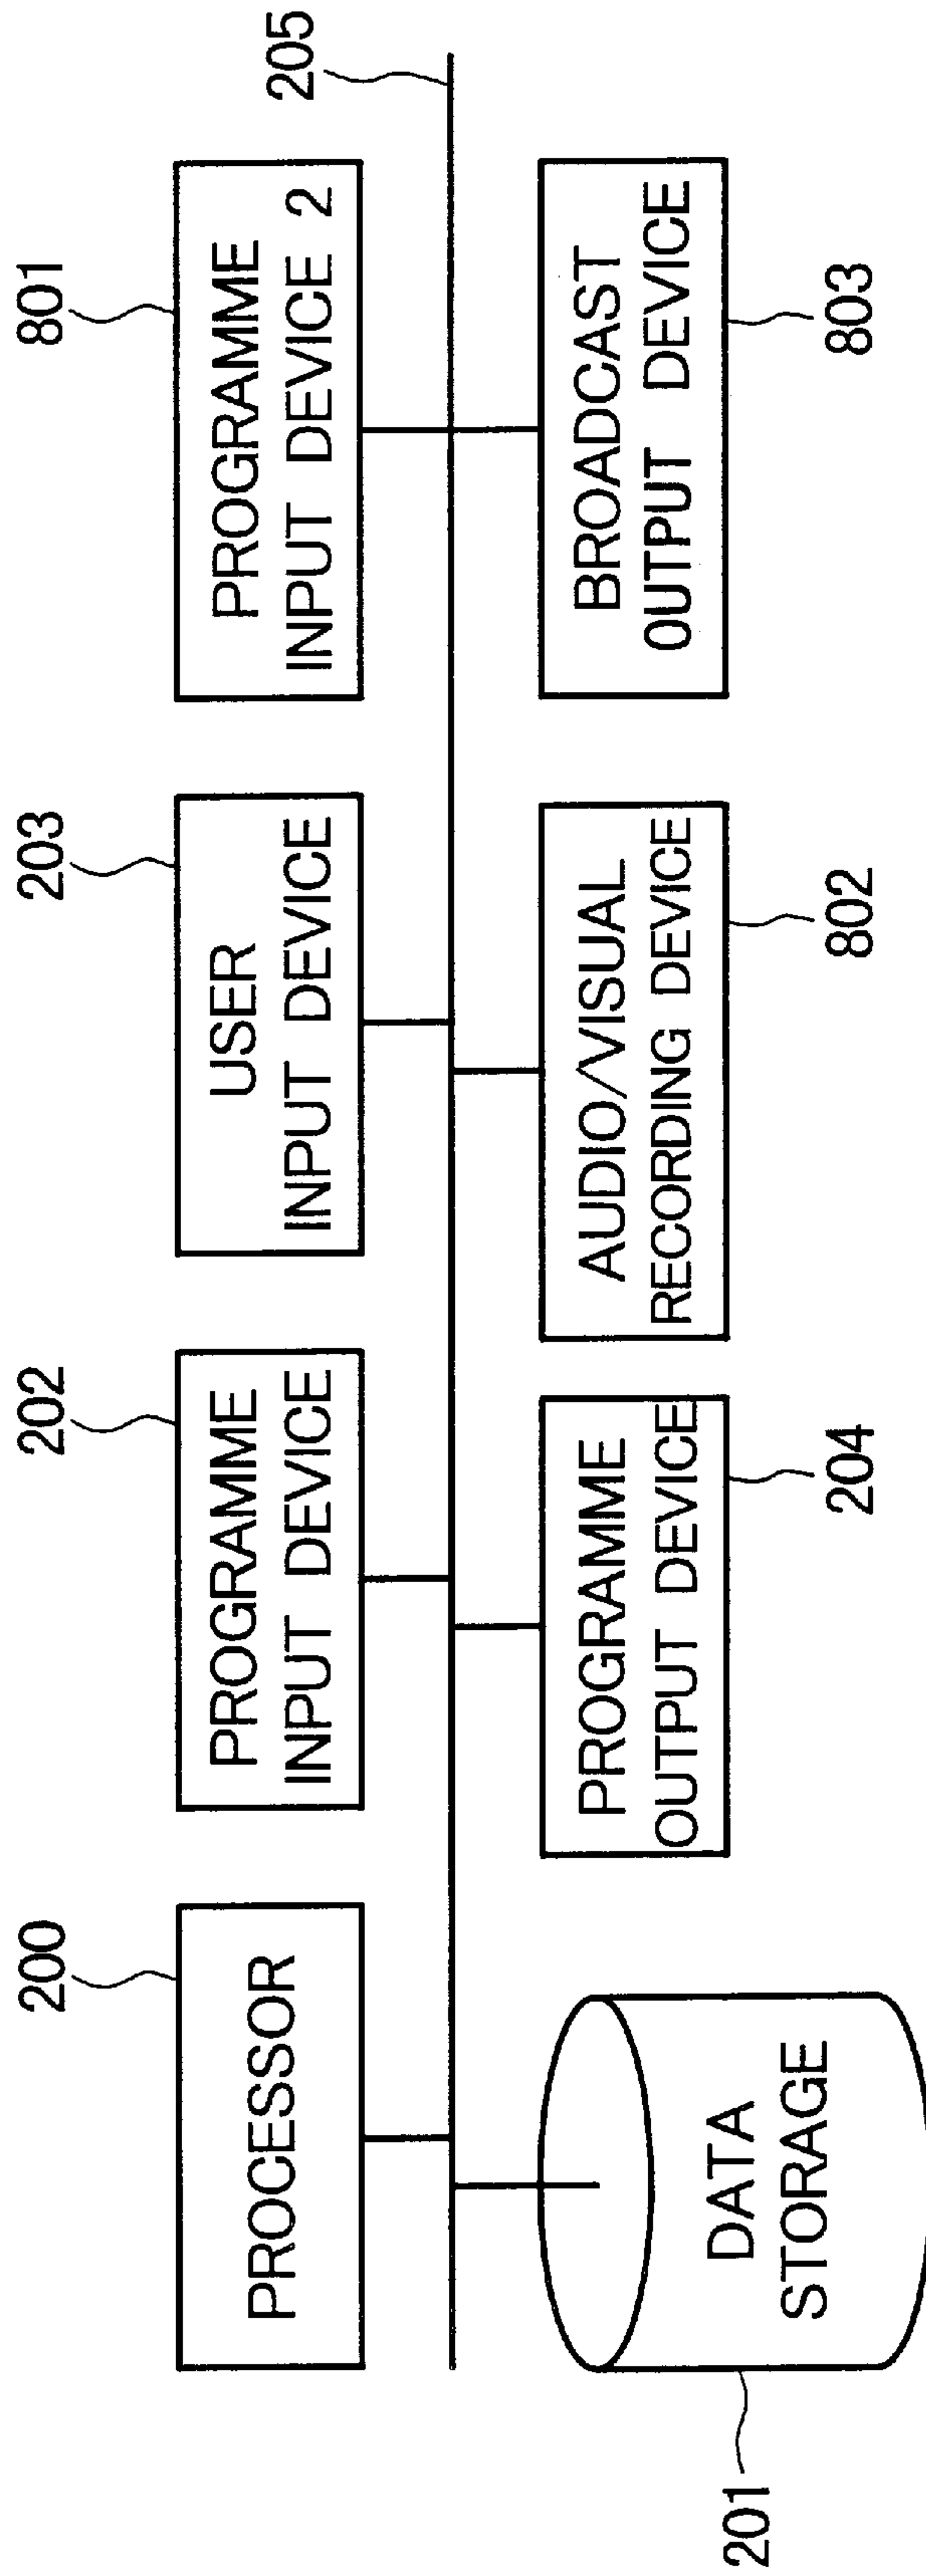 200
PROCESSOR
202
PROGRAMME
INPUT DEVICE
203
USER
INPUT DEVICE
801
PROGRAMME
INPUT DEVICE 2
205
DATA
STORAGE
201
PROGRAMME
OUTPUT DEVICE
204
AUDIO/VISUAL
RECORDING DEVICE
802
BROADCAST
OUTPUT DEVICE
803